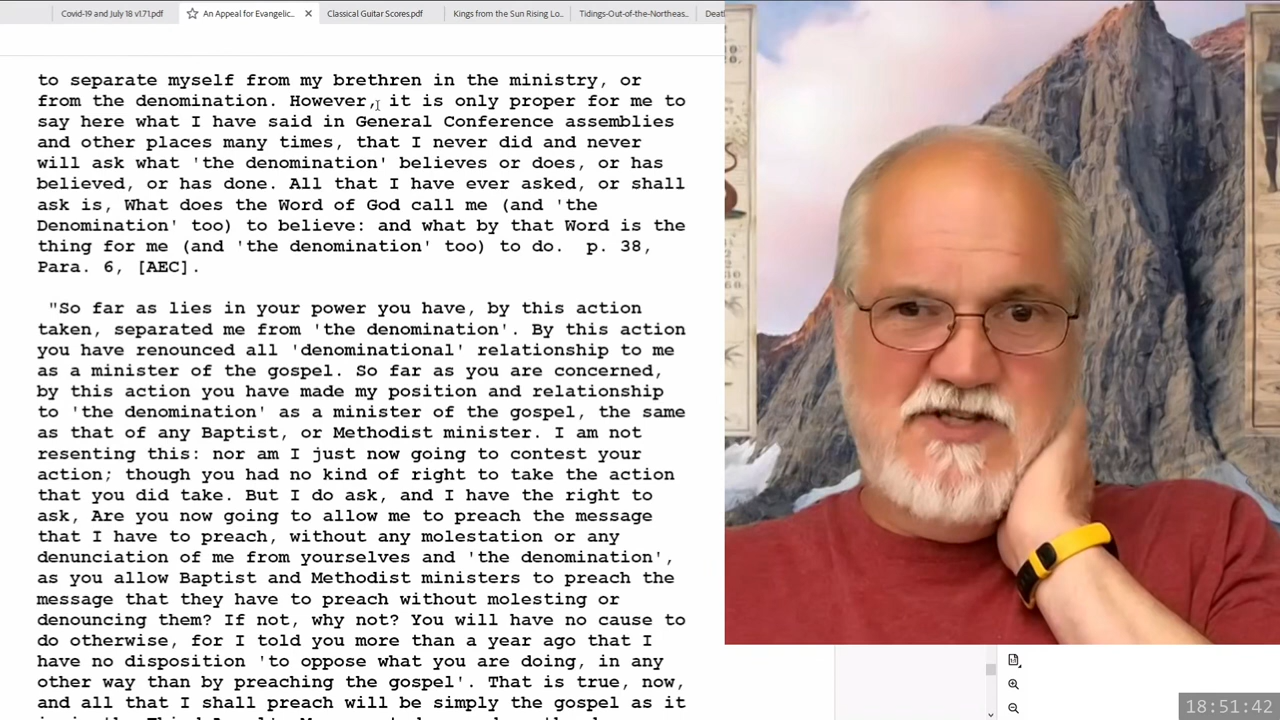 Covid-19 and July 18 v1.71.pdf
An Appeal for Evangelic...
Classical Guitar Scores.pdf
Kings from the Sun Rising Lo...
Tidings-Out-of-the-Northeas...
to separate myself from my brethren in the ministry, or
from the denomination. However, it is only proper for me to
say here what I have said in General Conference assemblies
and other places many times, that I never did and never
will ask what 'the denomination' believes or does, or has
believed, or has done. All that I have ever asked, or shall
ask is, What does the Word of God call me (and 'the
Denomination' too) to believe: and what by that Word is the
thing for me (and 'the denomination' too) to do. p. 38,
Para. 6, [AEC].
"So far as lies in your power you have, by this action
taken, separated me from 'the denomination'. By this action
you have renounced all 'denominational' relationship to me
as a minister of the gospel. So far as you are concerned,
by this action you have made my position and relationship
to 'the denomination' as a minister of the gospel, the same
as that of any Baptist, or Methodist minister. I am not
resenting this: nor am I just now going to contest your
action; though you had no kind of right to take the action
that you did take. But I do ask, and I have the right to
ask, Are you now going to allow me to preach the message
that I have to preach, without any molestation or any
denunciation of me from yourselves and 'the denomination',
as you allow Baptist and Methodist ministers to preach the
message that they have to preach without molesting or
denouncing them? If not, why not? You will have no cause to
do otherwise, for I told you more than a year ago that I
have no disposition 'to oppose what you are doing, in any
other way than by preaching the gospel'. That is true, now,
and all that I shall preach will be simply the gospel as it
18:51:42